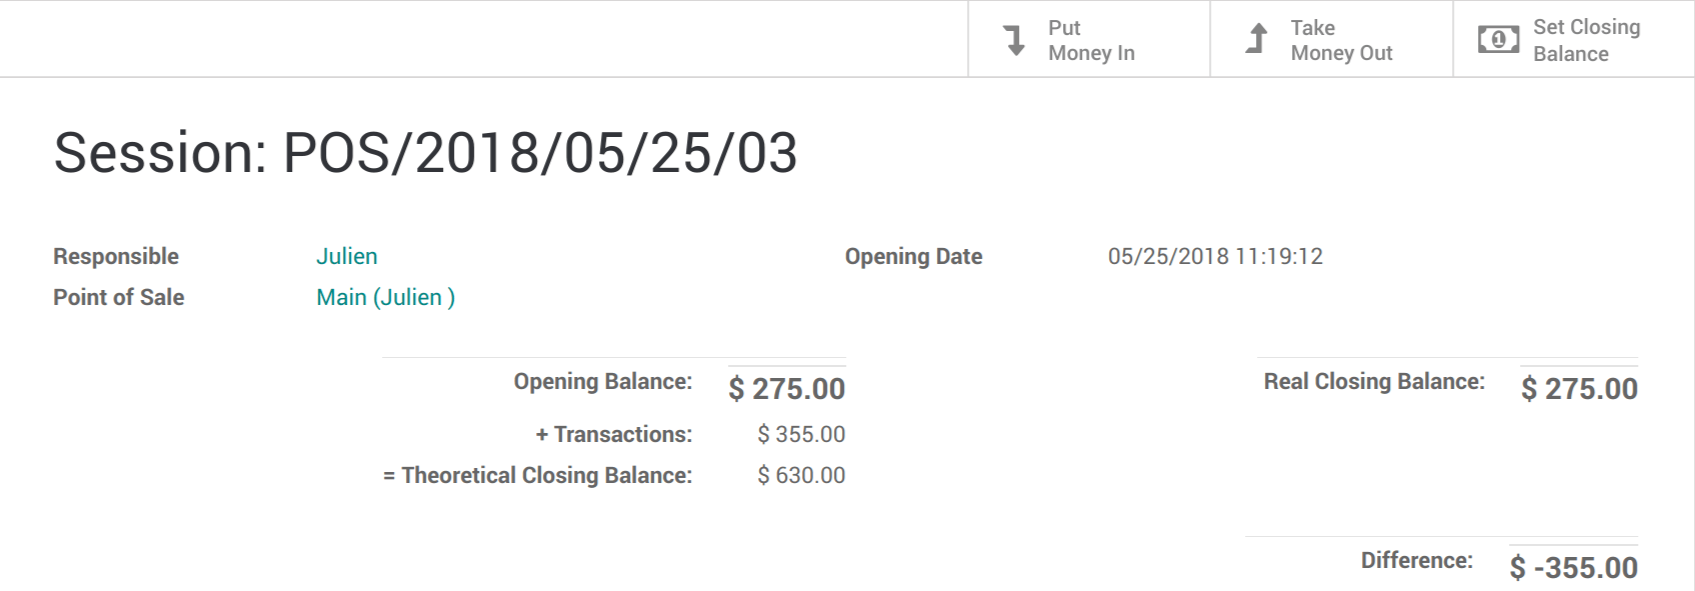 Put
Money In
Take
Money Out
1
Set Closing
Balance
Session: POS/2018/05/25/03
Responsible Julien Opening Date 05/25/2018 11:19:12
Point of Sale Main (Julien )
Opening Balance: $ 275.00 Real Closing Balance: $ 275.00
+ Transactions: $ 355.00
= Theoretical Closing Balance: $ 630.00
Difference: $ -355.00